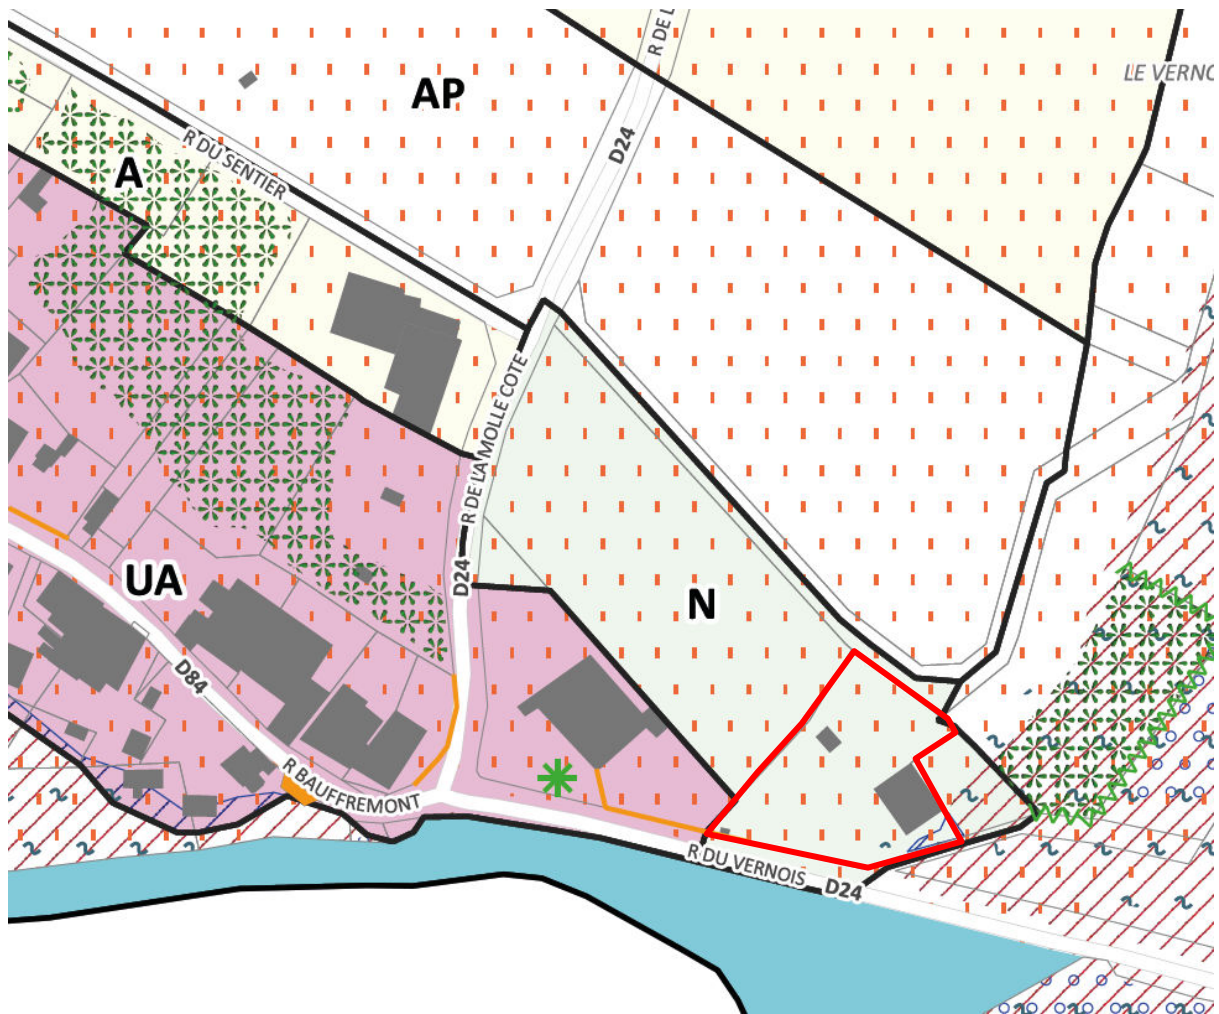 R DE L
LE VERNO
AP
D24
R DU SENTIER
A
R DE LA MOLLE COTE
D24
UA
N
D84
R BAUFFREMONT
R DU VERNOIS
D24